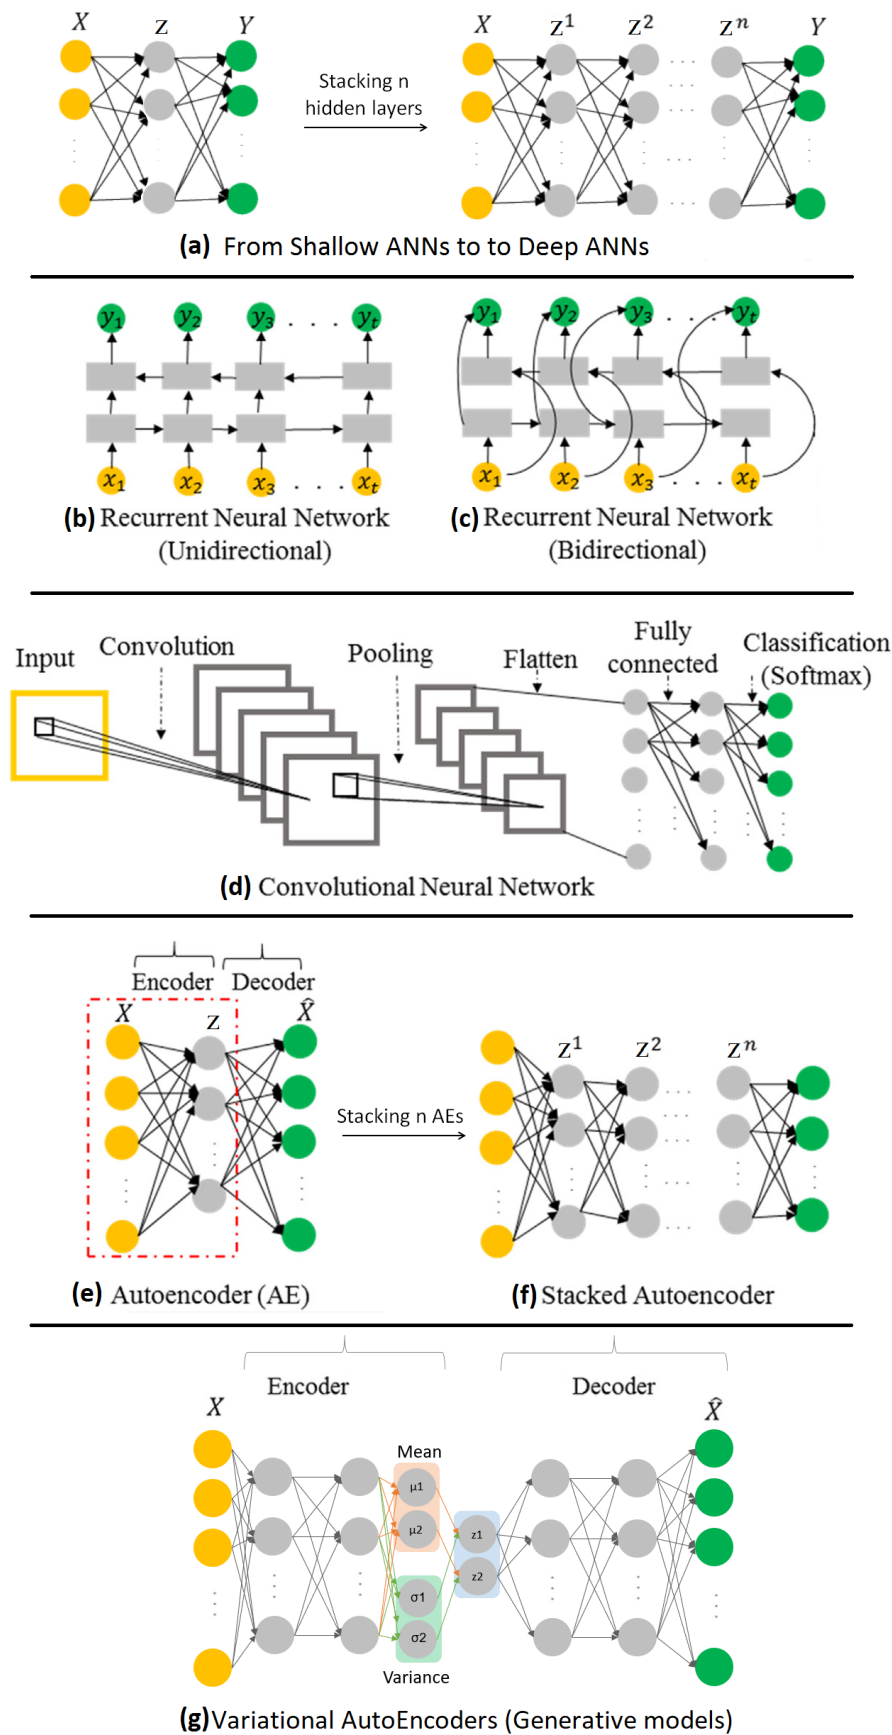 X Z Y
Stacking n
hidden layers
X Z¹ Z² Zⁿ Y
(a) From Shallow ANNs to to Deep ANNs
y₁ y₂ y₃ . . . yₜ
x₁ x₂ x₃ . . . xₜ
(b) Recurrent Neural Network
(Unidirectional)
y₁ y₂ y₃ . . . yₜ
x₁ x₂ x₃ . . . xₜ
(c) Recurrent Neural Network
(Bidirectional)
Input
Convolution
Pooling
Flatten
Fully
connected
Classification
(Softmax)
(d) Convolutional Neural Network
Encoder Decoder
X Z X̂
Stacking n AEs
Z¹ Z² Zⁿ
(e) Autoencoder (AE)
(f) Stacked Autoencoder
Encoder
Decoder
X
X̂
Mean
μ1
μ2
z1
z2
σ1
σ2
Variance
(g) Variational AutoEncoders (Generative models)